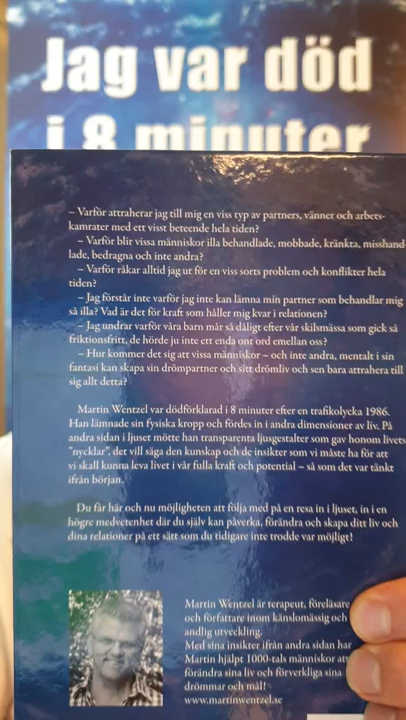 Jag var död
i 8 minuter
– Varför attraherar jag till mig en viss typ av partners, vänner och arbets-
kamrater med ett visst beteende hela tiden?
– Varför blir vissa människor illa behandlade, mobbade, kränkta, misshand-
lade, bedragna och inte andra?
– Varför råkar alltid jag ut för en viss sorts problem och konflikter hela
tiden?
– Jag förstår inte varför jag inte kan lämna min partner som behandlar mig
så illa? Vad är det för kraft som håller mig kvar i relationen?
– Jag undrar varför våra barn mår så dåligt efter vår skilsmässa som gick så
friktionsfritt, de hörde ju inte ett enda ont ord emellan oss?
– Hur kommer det sig att vissa människor – och inte andra, mentalt i sin
fantasi kan skapa sin drömpartner och sitt drömliv och sen bara attrahera till
sig allt detta?
Martin Wentzel var dödförklarad i 8 minuter efter en trafikolycka 1986.
Han lämnade sin fysiska kropp och fördes in i andra dimensioner av liv. På
andra sidan i ljuset mötte han transparenta ljusgestalter som gav honom livets
"nycklar", det vill säga den kunskap och de insikter som vi måste ha för att
vi skall kunna leva livet i vår fulla kraft och potential – så som det var tänkt
ifrån början.
Du får här och nu möjligheten att följa med på en resa in i ljuset, in i en
högre medvetenhet där du själv kan påverka, förändra och skapa ditt liv och
dina relationer på ett sätt som du tidigare inte trodde var möjligt!
Martin Wentzel är terapeut, föreläsare
och författare inom känslomässig och
andlig utveckling.
Med sina insikter ifrån andra sidan har
Martin hjälpt 1000-tals människor att
förändra sina liv och förverkliga sina
drömmar och mål!
www.martinwentzel.se